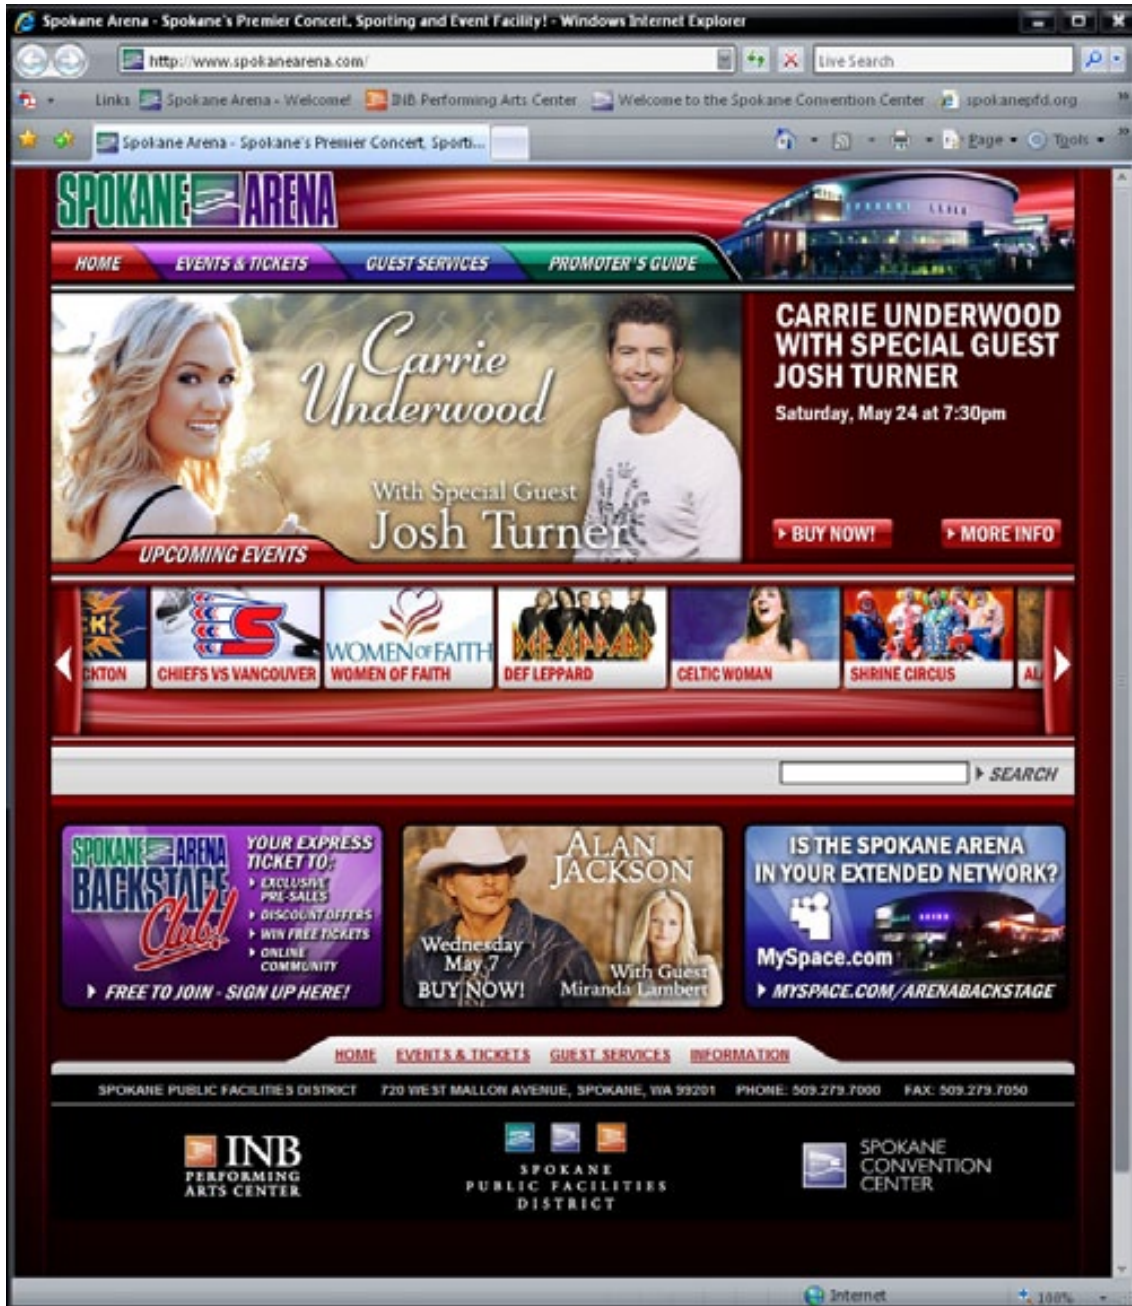 Spokane Arena - Spokane's Premier Concert, Sporting and Event Facility! - Windows Internet Explorer
http://www.spokanearena.com/
Live Search
Links Spokane Arena - Welcome! INB Performing Arts Center Welcome to the Spokane Convention Center spokanepfd.org
Spokane Arena - Spokane's Premier Concert, Sporti...
Page Tools
SPOKANE ARENA
HOME EVENTS & TICKETS GUEST SERVICES PROMOTER'S GUIDE
Carrie
Underwood
With Special Guest
Josh Turner
CARRIE UNDERWOOD
WITH SPECIAL GUEST
JOSH TURNER
Saturday, May 24 at 7:30pm
BUY NOW! MORE INFO
UPCOMING EVENTS
WOMEN OF FAITH
DEF LEPPARD
CKTON CHIEFS VS VANCOUVER WOMEN OF FAITH DEF LEPPARD CELTIC WOMAN SHRINE CIRCUS AL
SEARCH
SPOKANE ARENA
BACKSTAGE
Club!
YOUR EXPRESS
TICKET TO:
EXCLUSIVE
PRE-SALES
DISCOUNT OFFERS
WIN FREE TICKETS
ONLINE
COMMUNITY
FREE TO JOIN - SIGN UP HERE!
ALAN
JACKSON
Wednesday
May 7
BUY NOW!
With Guest
Miranda Lambert
IS THE SPOKANE ARENA
IN YOUR EXTENDED NETWORK?
MySpace.com
MYSPACE.COM/ARENABACKSTAGE
HOME EVENTS & TICKETS GUEST SERVICES INFORMATION
SPOKANE PUBLIC FACILITIES DISTRICT 720 WEST MALLON AVENUE, SPOKANE, WA 99201 PHONE: 509.279.7000 FAX: 509.279.7050
INB
PERFORMING
ARTS CENTER
SPOKANE
PUBLIC FACILITIES
DISTRICT
SPOKANE
CONVENTION
CENTER
Internet 100%